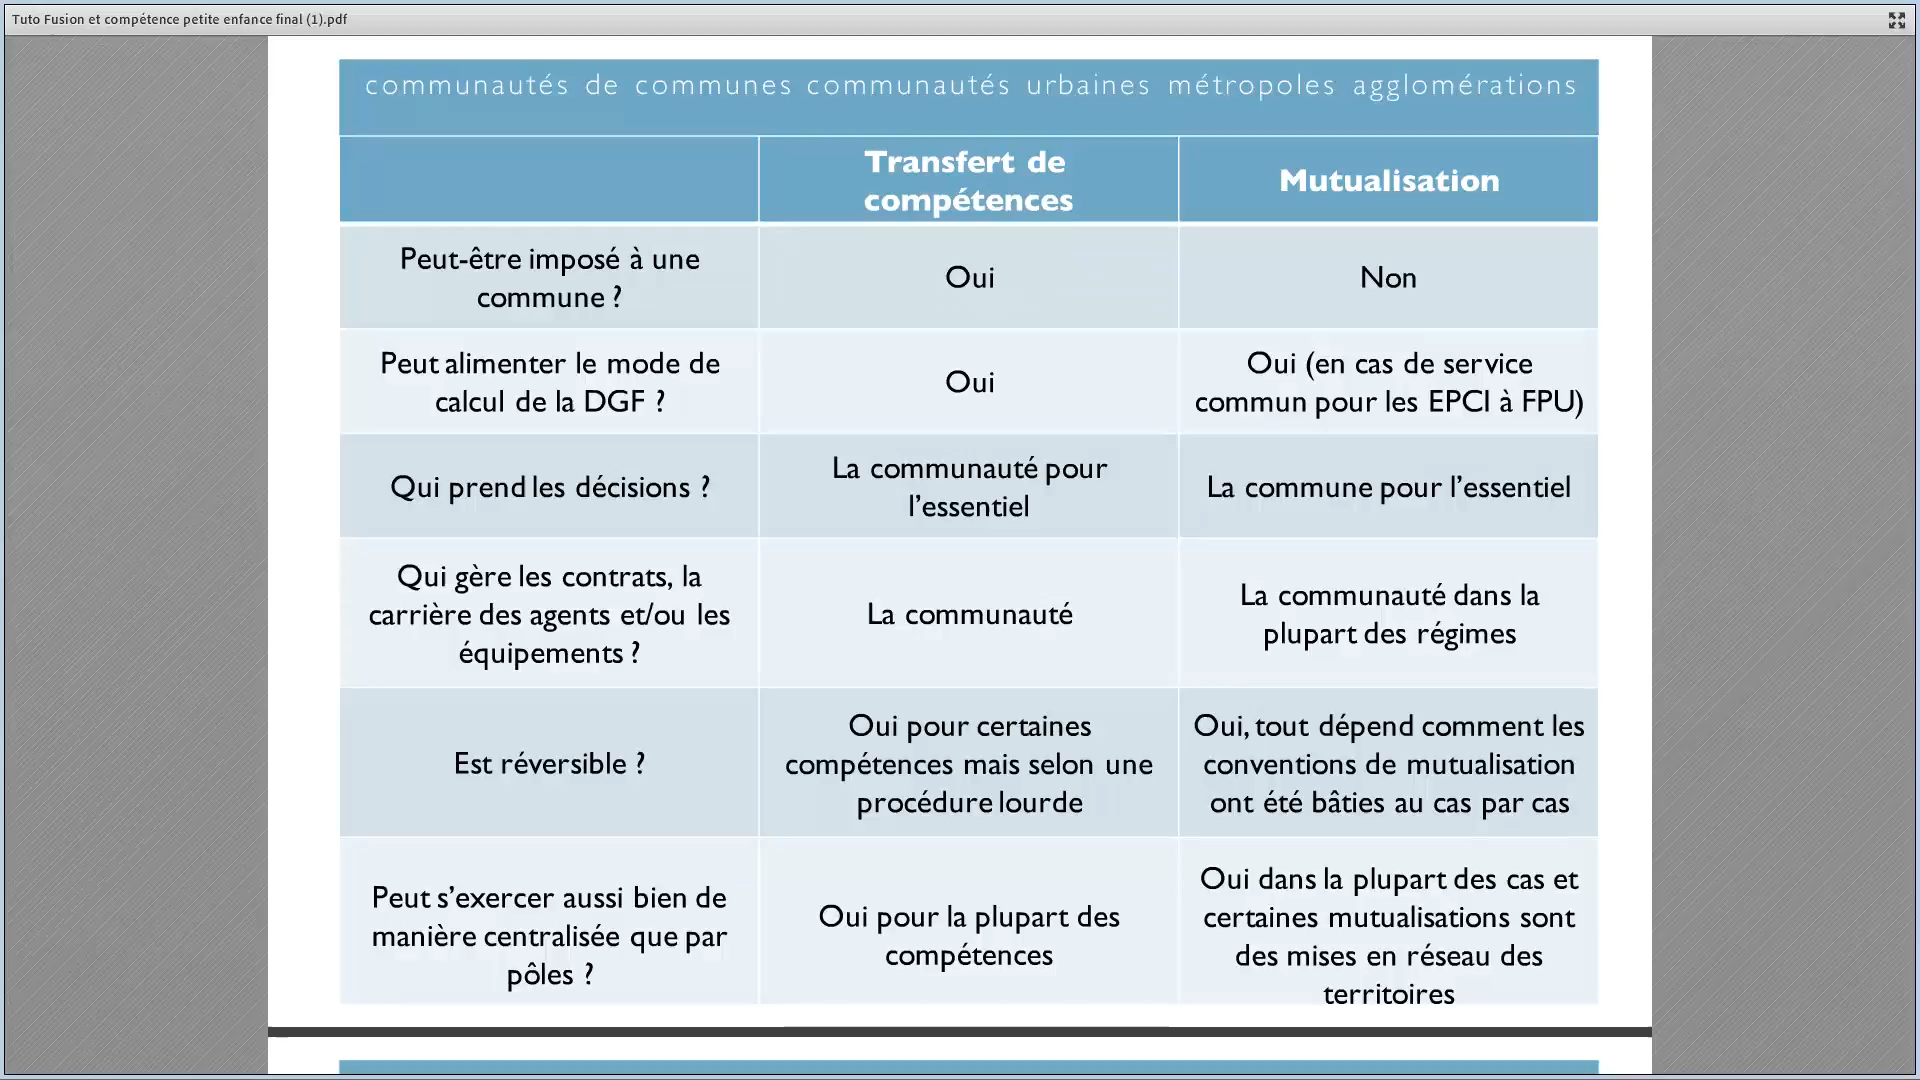 Tuto Fusion et compétence petite enfance final (1).pdf
communautés de communes communautés urbaines métropoles agglomérations
Transfert de
compétences
Mutualisation
Peut-être imposé à une
commune ?
Oui
Non
Peut alimenter le mode de
calcul de la DGF ?
Oui
Oui (en cas de service
commun pour les EPCI à FPU)
Qui prend les décisions ?
La communauté pour
l’essentiel
La commune pour l’essentiel
Qui gère les contrats, la
carrière des agents et/ou les
équipements ?
La communauté
La communauté dans la
plupart des régimes
Est réversible ?
Oui pour certaines
compétences mais selon une
procédure lourde
Oui, tout dépend comment les
conventions de mutualisation
ont été bâties au cas par cas
Peut s’exercer aussi bien de
manière centralisée que par
pôles ?
Oui pour la plupart des
compétences
Oui dans la plupart des cas et
certaines mutualisations sont
des mises en réseau des
territoires